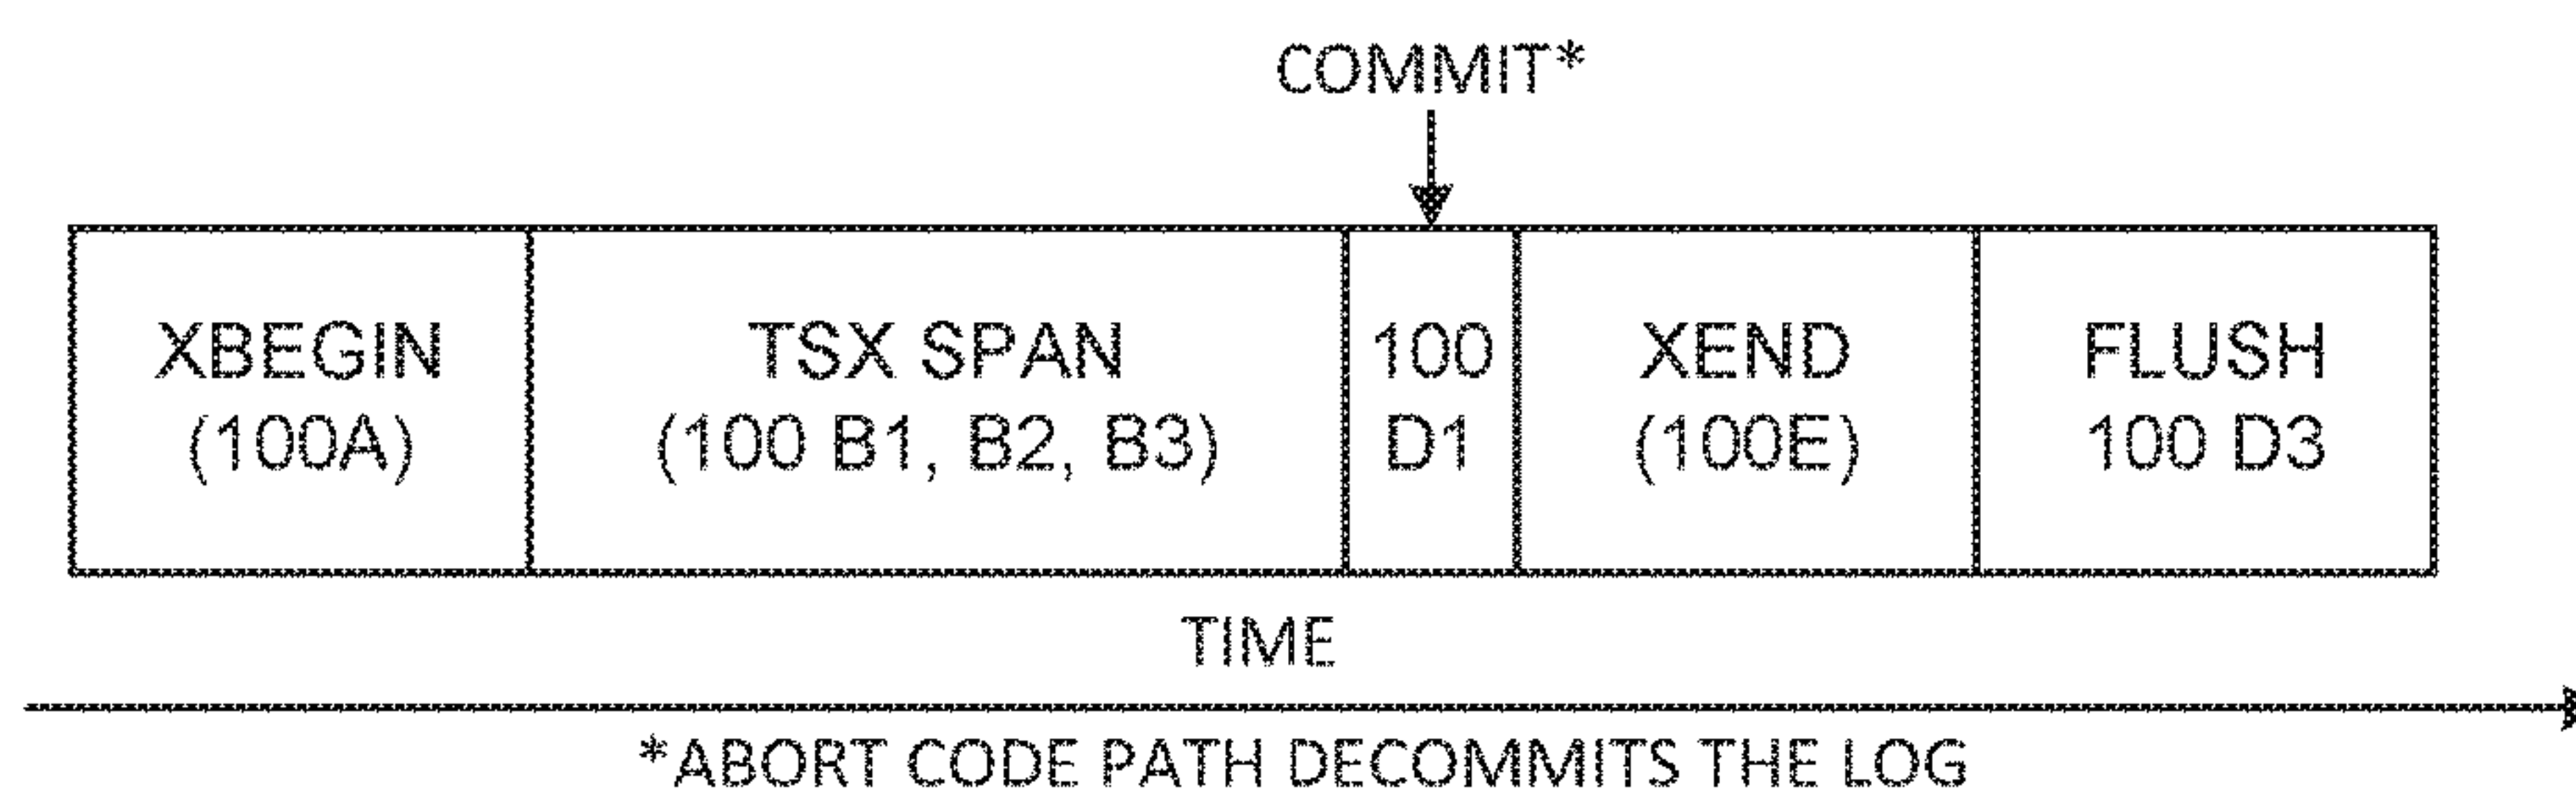 COMMIT*
XBEGIN
(100A)
TSX SPAN
(100 B1, B2, B3)
100
D1
XEND
(100E)
FLUSH
100 D3
TIME
*ABORT CODE PATH DECOMMITS THE LOG